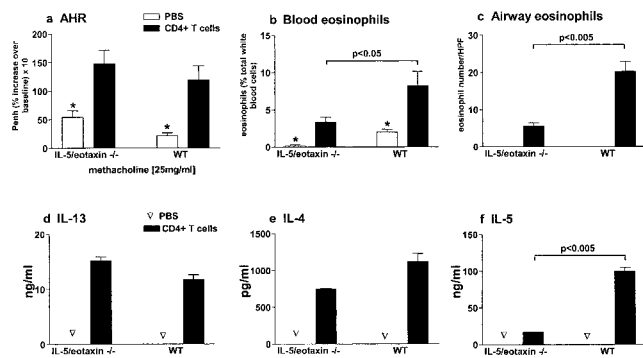 a AHR
PBS
CD4+ T cells
Penh (% increase over
baseline) x 10
200
150
100
50
0
*
*
IL-5/eotaxin -/-
WT
methacholine [25mg/ml]
b Blood eosinophils
p<0.05
eosinophils (% total white
blood cells)
10
5
0
*
*
IL-5/eotaxin -/-
WT
c Airway eosinophils
p<0.005
eosinophil number/HPF
30
20
10
0
IL-5/eotaxin -/-
WT
d IL-13
PBS
CD4+ T cells
ng/ml
20
10
0
IL-5/eotaxin -/-
WT
e IL-4
pg/ml
1500
1000
500
0
IL-5/eotaxin -/-
WT
f IL-5
p<0.005
ng/ml
150
100
50
0
IL-5/eotaxin -/-
WT